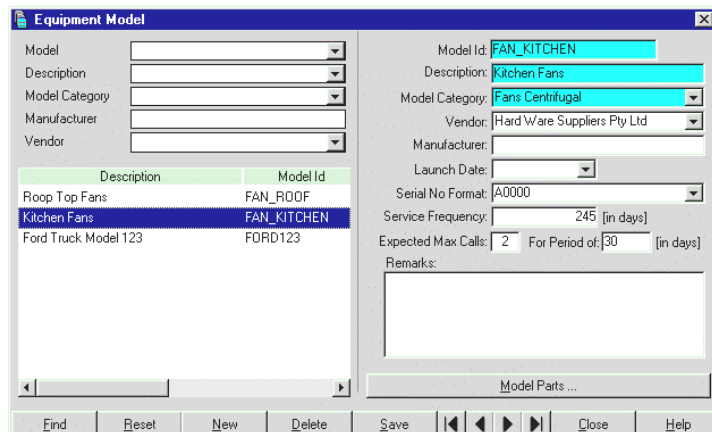 Equipment Model
Model
Description
Model Category
Manufacturer
Vendor
Description Model Id
Roop Top Fans FAN_ROOF
Kitchen Fans FAN_KITCHEN
Ford Truck Model 123 FORD123
Model Id: FAN_KITCHEN
Description: Kitchen Fans
Model Category: Fans Centrifugal
Vendor: Hard Ware Suppliers Pty Ltd
Manufacturer:
Launch Date:
Serial No Format: A0000
Service Frequency: 245 [in days]
Expected Max Calls: 2 For Period of: 30 [in days]
Remarks:
Model Parts ...
Find Reset New Delete Save Close Help